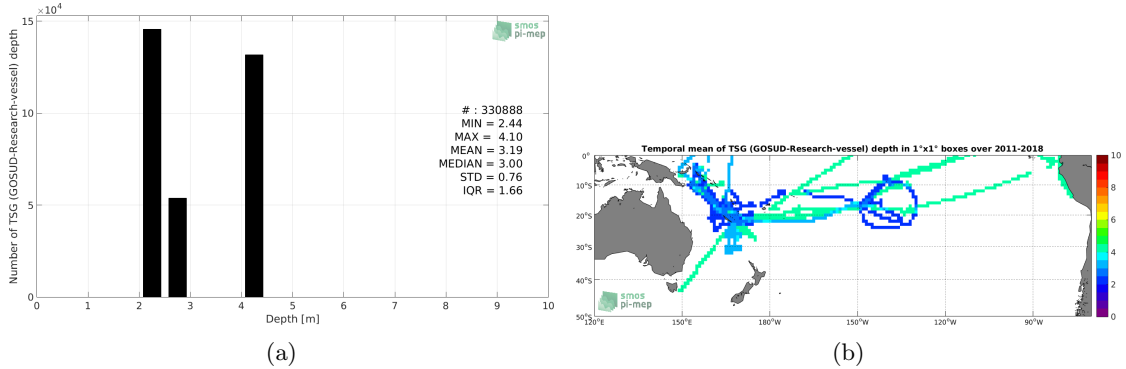 ×10⁴
15
10
5
0
Number of TSG (GOSUD-Research-vessel) depth
smos
pi-mep
# : 330888
MIN = 2.44
MAX = 4.10
MEAN = 3.19
MEDIAN = 3.00
STD = 0.76
IQR = 1.66
0 1 2 3 4 5 6 7 8 9 10
Depth [m]
(a)
Temporal mean of TSG (GOSUD-Research-vessel) depth in 1°x1° boxes over 2011-2018
0°
10°S
20°S
30°S
40°S
50°S
120°E 150°E 180°W 150°W 120°W 90°W
smos
pi-mep
10
8
6
4
2
0
(b)